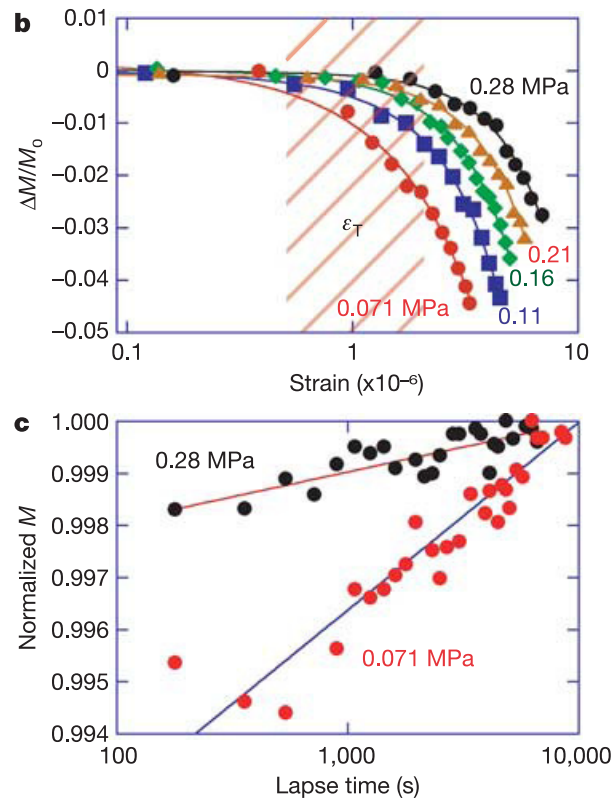 b
0.01
0
−0.01
−0.02
−0.03
−0.04
−0.05
ΔM/M₀
0.28 MPa
εT
0.21
0.16
0.11
0.071 MPa
0.1
1
10
Strain (x10⁻⁶)
c
1.000
0.999
0.998
0.997
0.996
0.995
0.994
Normalized M
0.28 MPa
0.071 MPa
100
1,000
10,000
Lapse time (s)